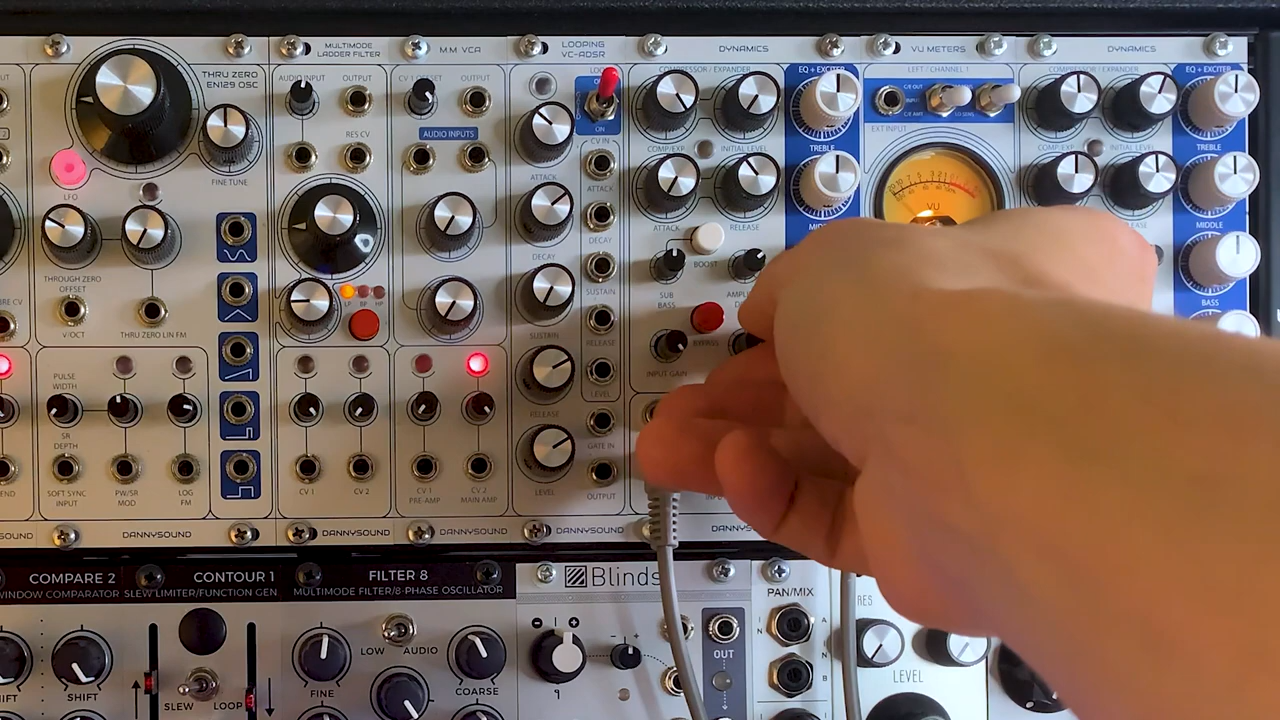 THRU ZERO
EN129 OSC
FINE TUNE
LFO
THROUGH ZERO
OFFSET
V/OCT
THRU ZERO LIN FM
PULSE
WIDTH
SR
DEPTH
SOFT SYNC
INPUT
PW/SR
MOD
LOG
FM
DANNYSOUND
MULTIMODE
LADDER FILTER
AUDIO INPUT
OUTPUT
RES CV
LP
BP
HP
CV 1
CV 2
DANNYSOUND
M.M VCA
CV 1 OFFSET
OUTPUT
AUDIO INPUTS
CV 1
PRE-AMP
CV 2
MAIN AMP
DANNYSOUND
LOOPING
VC-ADSR
ON
CV IN
ATTACK
DECAY
SUSTAIN
RELEASE
LEVEL
ATTACK
DECAY
SUSTAIN
RELEASE
LEVEL
GATE IN
OUTPUT
DANNYSOUND
DYNAMICS
COMPRESSOR / EXPANDER
COMP/EXP
INITIAL LEVEL
ATTACK
RELEASE
BOOST
SUB
BASS
BYPASS
INPUT GAIN
EQ + EXCITER
TREBLE
VU METERS
LEFT / CHANNEL 1
EXT INPUT
VU
DYNAMICS
COMPRESSOR / EXPANDER
COMP/EXP
INITIAL LEVEL
ATTACK
RELEASE
EQ + EXCITER
TREBLE
MIDDLE
BASS
COMPARE 2
WINDOW COMPARATOR
SHIFT
CONTOUR 1
SLEW LIMITER/FUNCTION GEN
SLEW
LOOP
FILTER 8
MULTIMODE FILTER/8-PHASE OSCILLATOR
LOW
AUDIO
FINE
COARSE
Blinds
OUT
PAN/MIX
RES
LEVEL